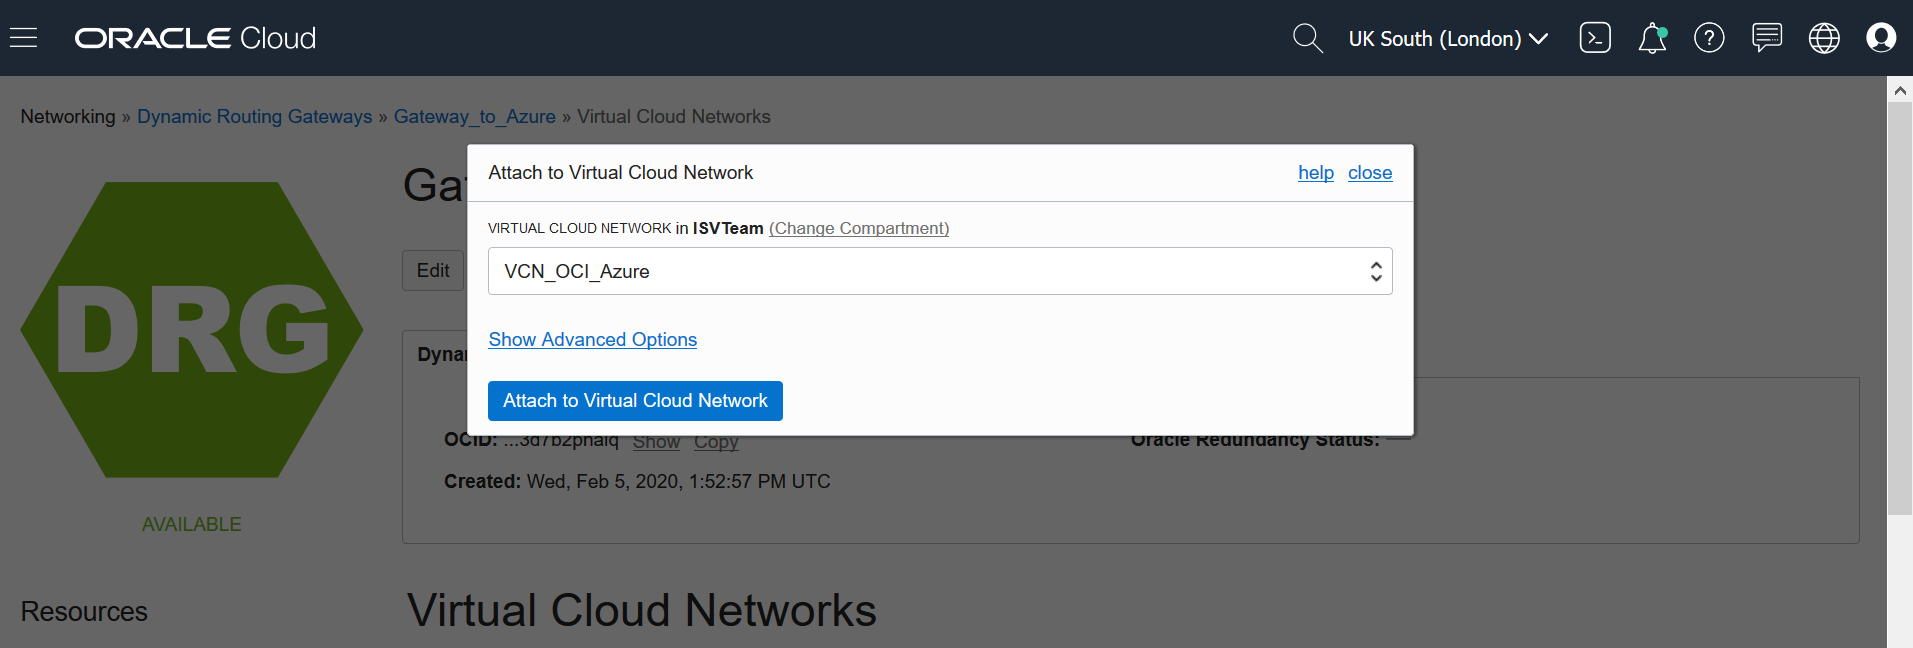 ORACLE Cloud
UK South (London)
Networking » Dynamic Routing Gateways » Gateway_to_Azure » Virtual Cloud Networks
Attach to Virtual Cloud Network
help close
VIRTUAL CLOUD NETWORK in ISVTeam (Change Compartment)
VCN_OCI_Azure
Show Advanced Options
Attach to Virtual Cloud Network
DRG
AVAILABLE
Resources
Edit
OCID: ...3d7b2phalq Show Copy
Oracle Redundancy Status: —
Created: Wed, Feb 5, 2020, 1:52:57 PM UTC
Virtual Cloud Networks